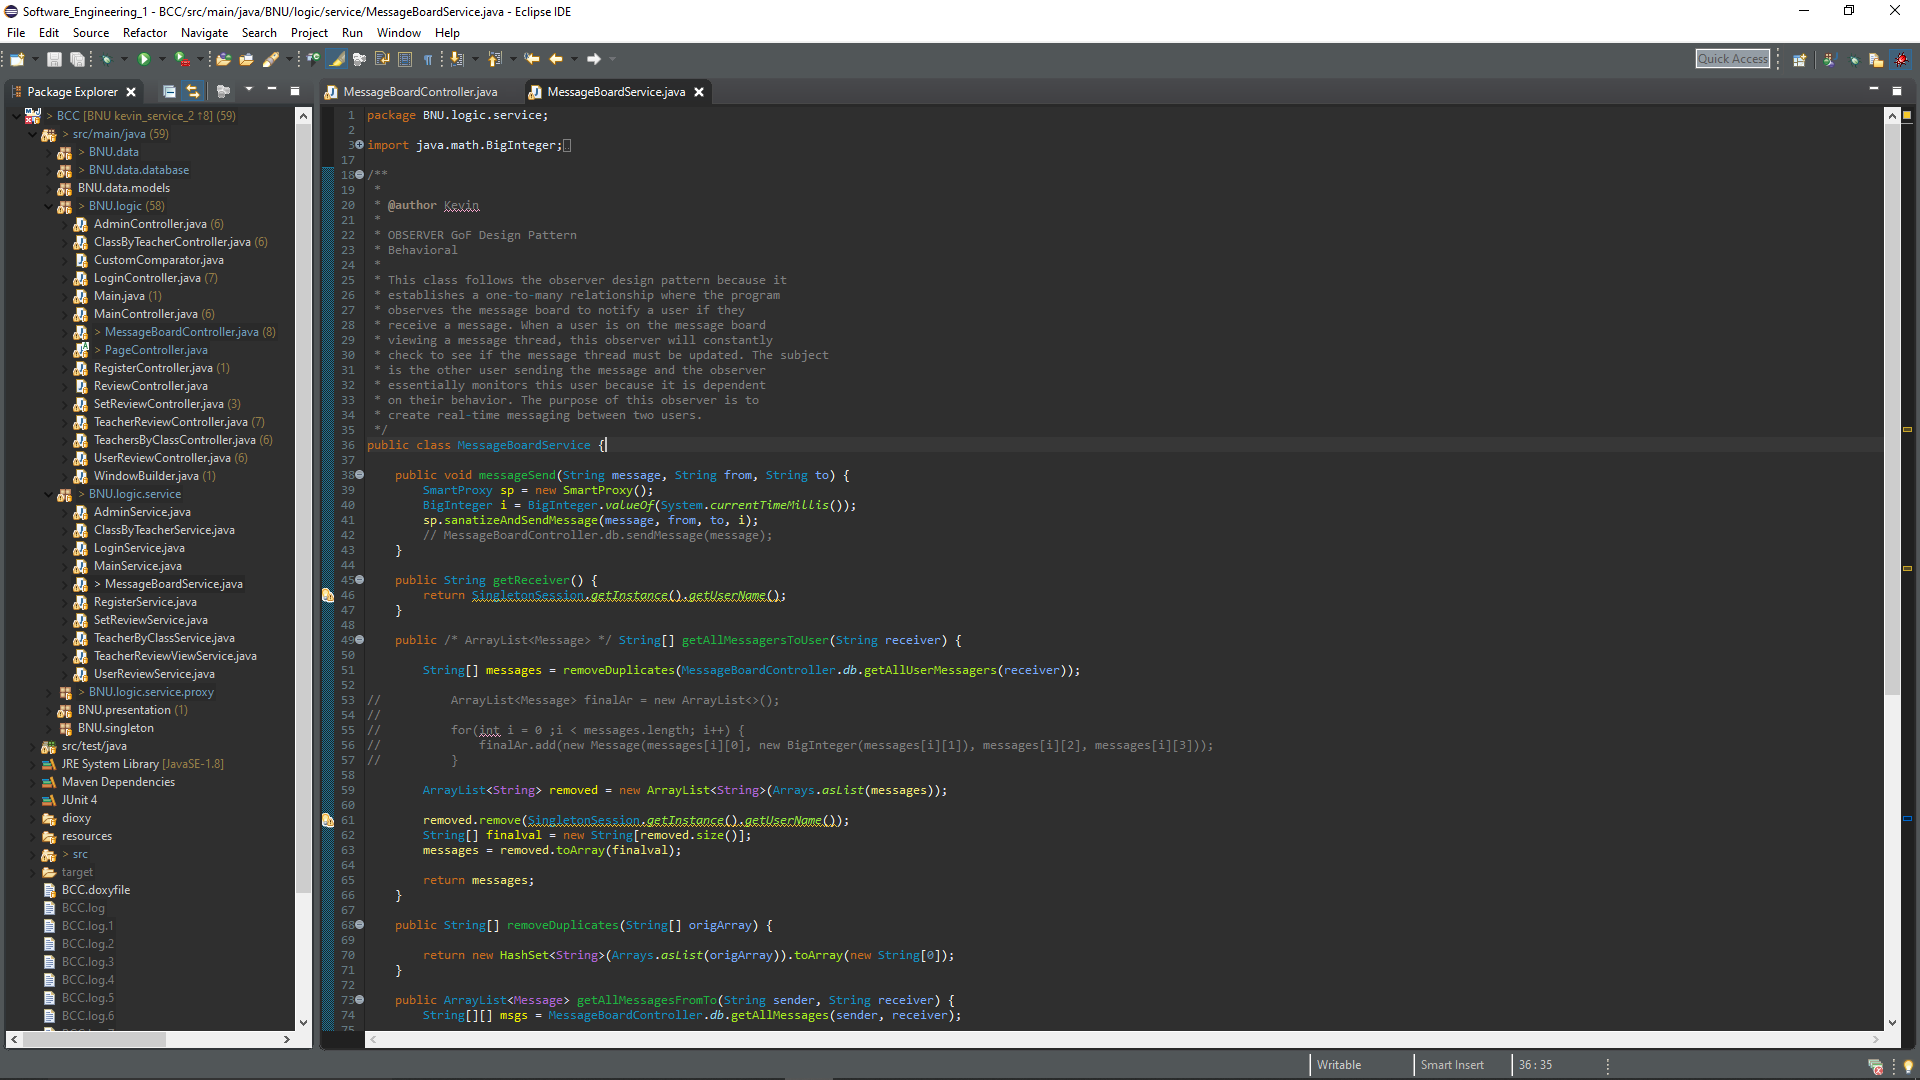 Software_Engineering_1 - BCC/src/main/java/BNU/logic/service/MessageBoardService.java - Eclipse IDE
File Edit Source Refactor Navigate Search Project Run Window Help
Quick Access
Package Explorer
MessageBoardController.java
MessageBoardService.java
> BCC [BNU kevin_service_2 ↑8] (59)
> src/main/java (59)
> BNU.data
> BNU.data.database
BNU.data.models
> BNU.logic (58)
AdminController.java (6)
ClassByTeacherController.java (6)
CustomComparator.java
LoginController.java (7)
Main.java (1)
MainController.java (6)
> MessageBoardController.java (8)
> PageController.java
RegisterController.java (1)
ReviewController.java
SetReviewController.java (3)
TeacherReviewController.java (7)
TeachersByClassController.java (6)
UserReviewController.java (6)
WindowBuilder.java (1)
> BNU.logic.service
AdminService.java
ClassByTeacherService.java
LoginService.java
MainService.java
> MessageBoardService.java
RegisterService.java
SetReviewService.java
TeacherByClassService.java
TeacherReviewViewService.java
UserReviewService.java
> BNU.logic.service.proxy
BNU.presentation (1)
BNU.singleton
src/test/java
JRE System Library [JavaSE-1.8]
Maven Dependencies
JUnit 4
dioxy
resources
> src
target
BCC.doxyfile
BCC.log
BCC.log.1
BCC.log.2
BCC.log.3
BCC.log.4
BCC.log.5
BCC.log.6
1 package BNU.logic.service;
2
3 import java.math.BigInteger;
17
18 /**
19 *
20 * @author Kevin
21 *
22 * OBSERVER GoF Design Pattern
23 * Behavioral
24 *
25 * This class follows the observer design pattern because it
26 * establishes a one-to-many relationship where the program
27 * observes the message board to notify a user if they
28 * receive a message. When a user is on the message board
29 * viewing a message thread, this observer will constantly
30 * check to see if the message thread must be updated. The subject
31 * is the other user sending the message and the observer
32 * essentially monitors this user because it is dependent
33 * on their behavior. The purpose of this observer is to
34 * create real-time messaging between two users.
35 */
36 public class MessageBoardService {
37
38 public void messageSend(String message, String from, String to) {
39 SmartProxy sp = new SmartProxy();
40 BigInteger i = BigInteger.valueOf(System.currentTimeMillis());
41 sp.sanatizeAndSendMessage(message, from, to, i);
42 // MessageBoardController.db.sendMessage(message);
43 }
44
45 public String getReceiver() {
46 return SingletonSession.getInstance().getUserName();
47 }
48
49 public /* ArrayList<Message> */ String[] getAllMessagersToUser(String receiver) {
50
51 String[] messages = removeDuplicates(MessageBoardController.db.getAllUserMessagers(receiver));
52
53 // ArrayList<Message> finalAr = new ArrayList<>();
54 //
55 // for(int i = 0 ;i < messages.length; i++) {
56 // finalAr.add(new Message(messages[i][0], new BigInteger(messages[i][1]), messages[i][2], messages[i][3]));
57 // }
58
59 ArrayList<String> removed = new ArrayList<String>(Arrays.asList(messages));
60
61 removed.remove(SingletonSession.getInstance().getUserName());
62 String[] finalval = new String[removed.size()];
63 messages = removed.toArray(finalval);
64
65 return messages;
66 }
67
68 public String[] removeDuplicates(String[] origArray) {
69
70 return new HashSet<String>(Arrays.asList(origArray)).toArray(new String[0]);
71 }
72
73 public ArrayList<Message> getAllMessagesFromTo(String sender, String receiver) {
74 String[][] msgs = MessageBoardController.db.getAllMessages(sender, receiver);
75
Writable
Smart Insert
36 : 35